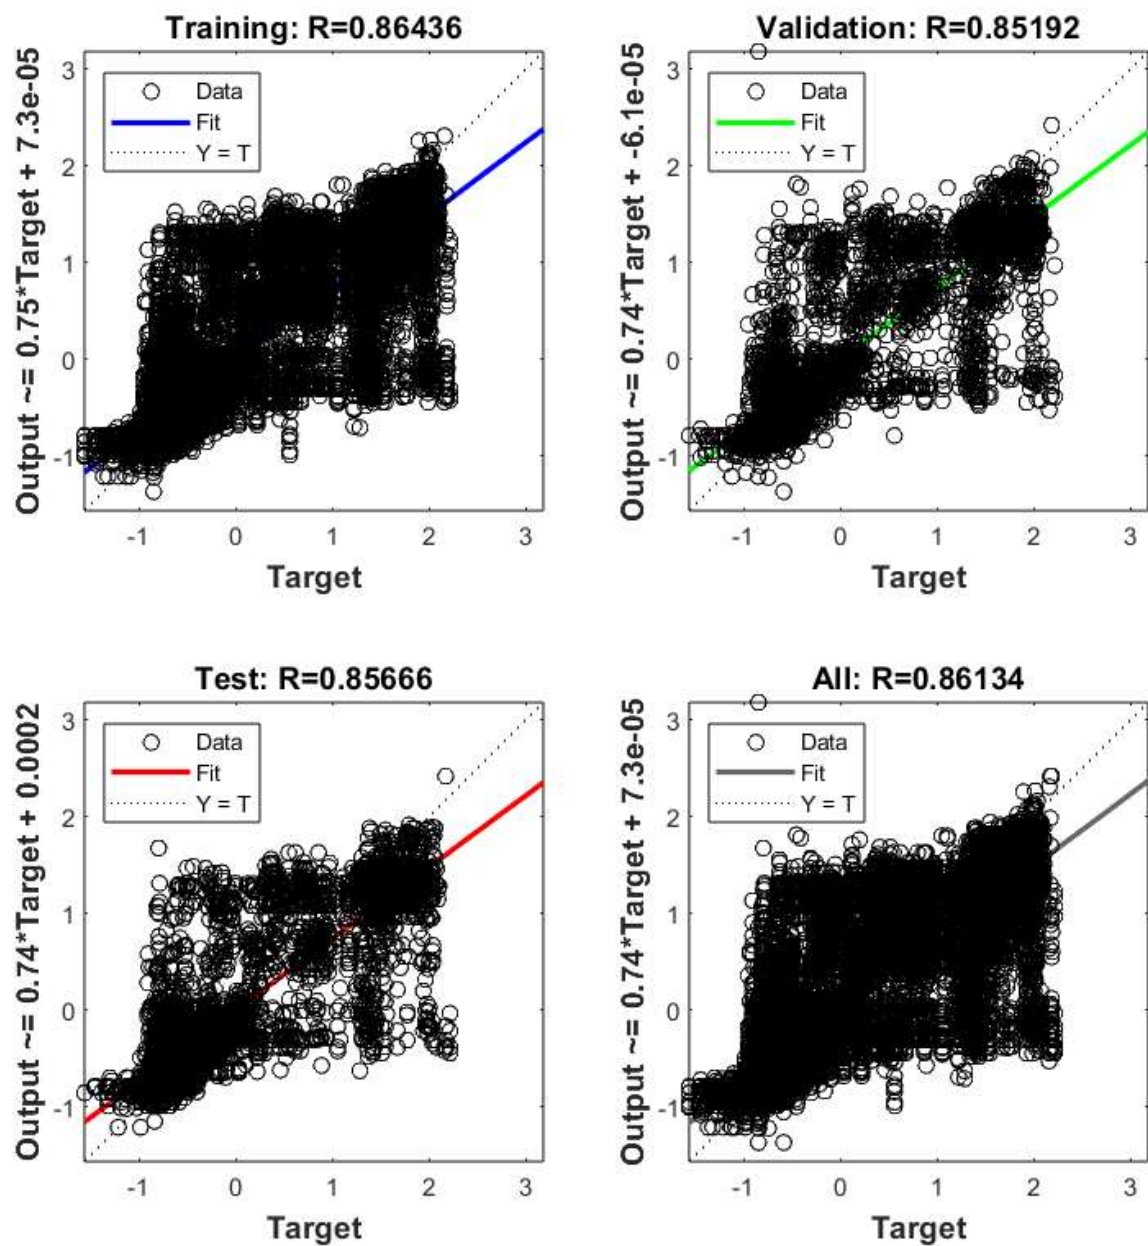 Training: R=0.86436
Output ~= 0.75*Target + 7.3e-05
3
2
1
0
-1
Data
Fit
Y = T
-1 0 1 2 3
Target
Validation: R=0.85192
Output ~= 0.74*Target + -6.1e-05
3
2
1
0
-1
Data
Fit
Y = T
-1 0 1 2 3
Target
Test: R=0.85666
Output ~= 0.74*Target + 0.0002
3
2
1
0
-1
Data
Fit
Y = T
-1 0 1 2 3
Target
All: R=0.86134
Output ~= 0.74*Target + 7.3e-05
3
2
1
0
-1
Data
Fit
Y = T
-1 0 1 2 3
Target